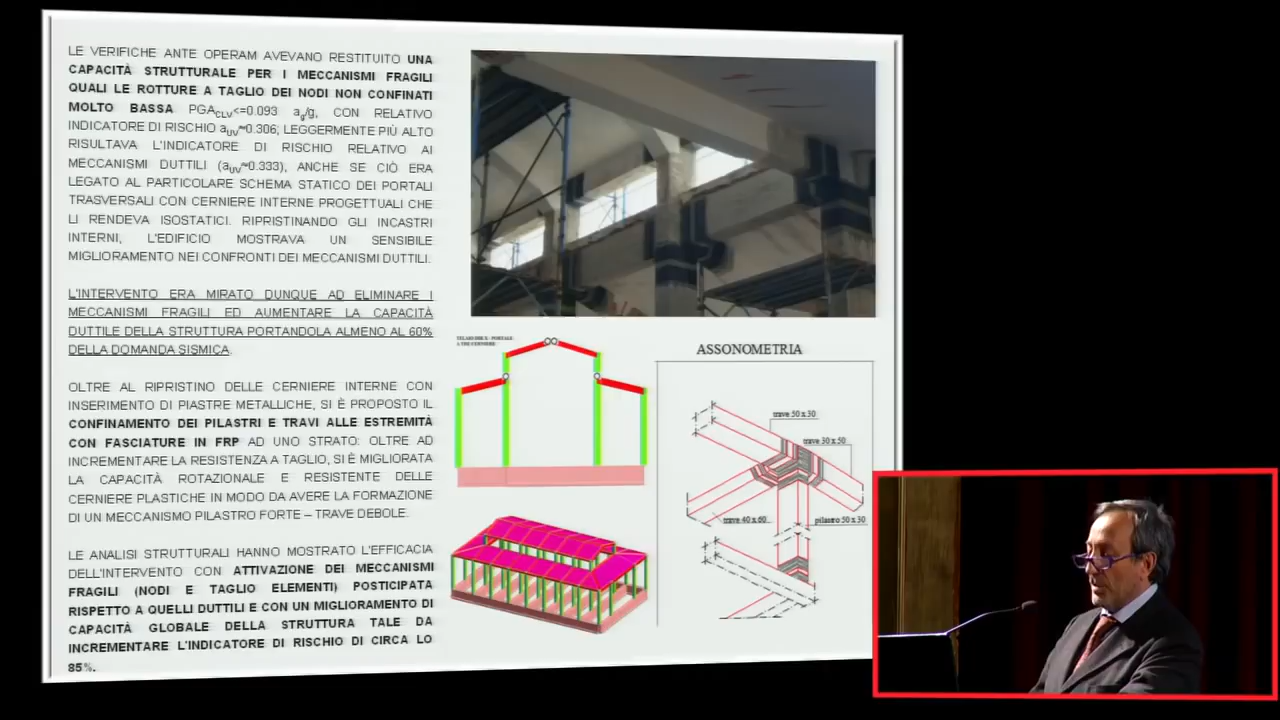 LE VERIFICHE ANTE OPERAM AVEVANO RESTITUITO UNA
CAPACITÀ STRUTTURALE PER I MECCANISMI FRAGILI
QUALI LE ROTTURE A TAGLIO DEI NODI NON CONFINATI
MOLTO BASSA PGACLV<=0.093 ag/g, CON RELATIVO
INDICATORE DI RISCHIO aUV≈0.306; LEGGERMENTE PIÙ ALTO
RISULTAVA L'INDICATORE DI RISCHIO RELATIVO AI
MECCANISMI DUTTILI (aUV≈0.333), ANCHE SE CIÒ ERA
LEGATO AL PARTICOLARE SCHEMA STATICO DEI PORTALI
TRASVERSALI CON CERNIERE INTERNE PROGETTUALI CHE
LI RENDEVA ISOSTATICI. RIPRISTINANDO GLI INCASTRI
INTERNI, L'EDIFICIO MOSTRAVA UN SENSIBILE
MIGLIORAMENTO NEI CONFRONTI DEI MECCANISMI DUTTILI.
L'INTERVENTO ERA MIRATO DUNQUE AD ELIMINARE I
MECCANISMI FRAGILI ED AUMENTARE LA CAPACITÀ
DUTTILE DELLA STRUTTURA PORTANDOLA ALMENO AL 60%
DELLA DOMANDA SISMICA.
OLTRE AL RIPRISTINO DELLE CERNIERE INTERNE CON
INSERIMENTO DI PIASTRE METALLICHE, SI È PROPOSTO IL
CONFINAMENTO DEI PILASTRI E TRAVI ALLE ESTREMITÀ
CON FASCIATURE IN FRP AD UNO STRATO: OLTRE AD
INCREMENTARE LA RESISTENZA A TAGLIO, SI È MIGLIORATA
LA CAPACITÀ ROTAZIONALE E RESISTENTE DELLE
CERNIERE PLASTICHE IN MODO DA AVERE LA FORMAZIONE
DI UN MECCANISMO PILASTRO FORTE – TRAVE DEBOLE.
LE ANALISI STRUTTURALI HANNO MOSTRATO L'EFFICACIA
DELL'INTERVENTO CON ATTIVAZIONE DEI MECCANISMI
FRAGILI (NODI E TAGLIO ELEMENTI) POSTICIPATA
RISPETTO A QUELLI DUTTILI E CON UN MIGLIORAMENTO DI
CAPACITÀ GLOBALE DELLA STRUTTURA TALE DA
INCREMENTARE L'INDICATORE DI RISCHIO DI CIRCA LO
85%.
ASSONOMETRIA
trave 50 x 30
trave 30 x 50
trave 40 x 60
pilastro 50 x 30